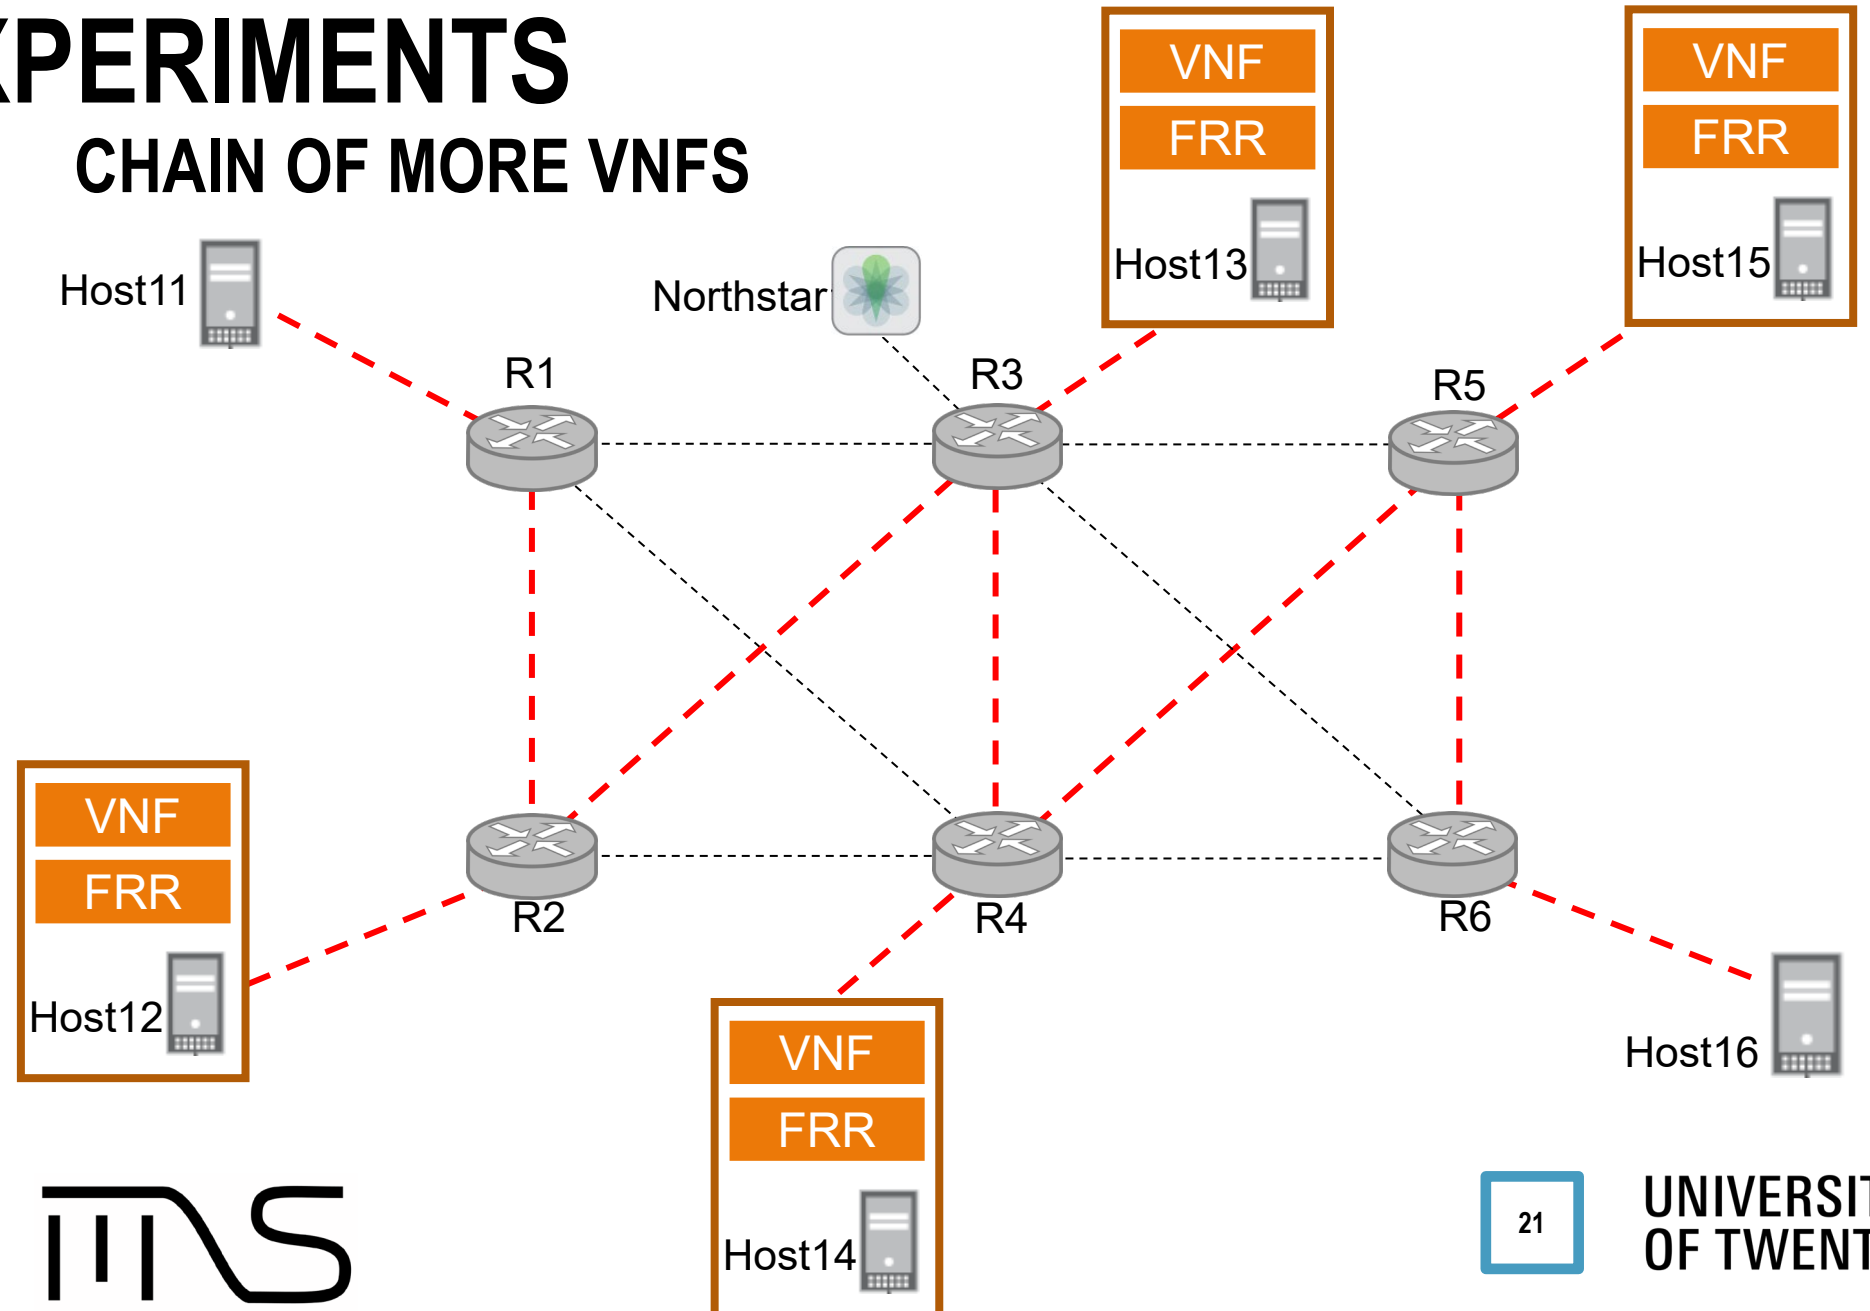 XPERIMENTS
CHAIN OF MORE VNFS
VNF
FRR
Host13
VNF
FRR
Host15
Host11
Northstar
R1
R3
R5
VNF
FRR
Host12
R2
R4
R6
VNF
FRR
Host14
Host16
21
UNIVERSIT
OF TWENT